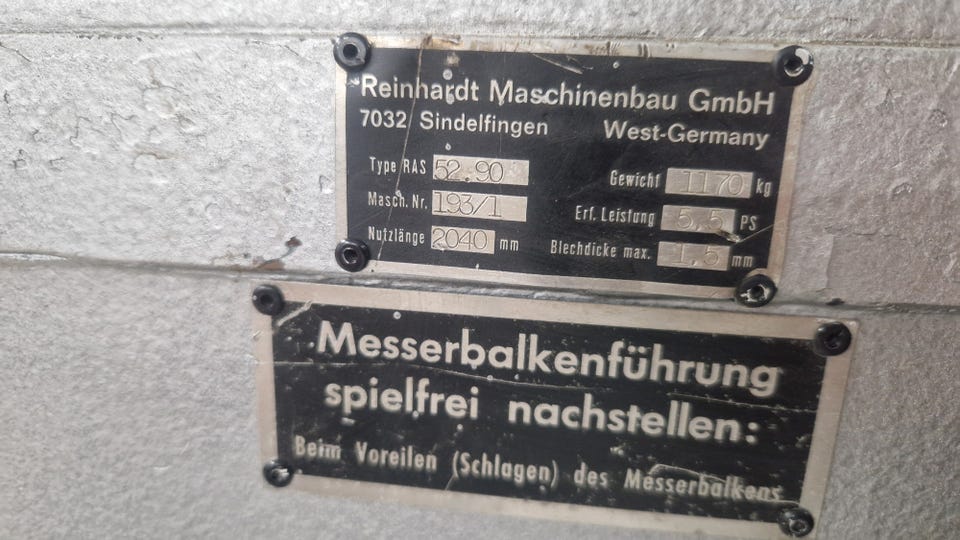 Reinhardt Maschinenbau GmbH
7032 Sindelfingen West-Germany
Type RAS 52.90 Gewicht 1170 kg
Masch. Nr. 193/1 Erf. Leistung 5,5 PS
Nutzlänge 2040 mm Blechdicke max. 1,5 mm
Messerbalkenführung
spielfrei nachstellen:
Beim Voreilen (Schlagen) des Messerbalkens